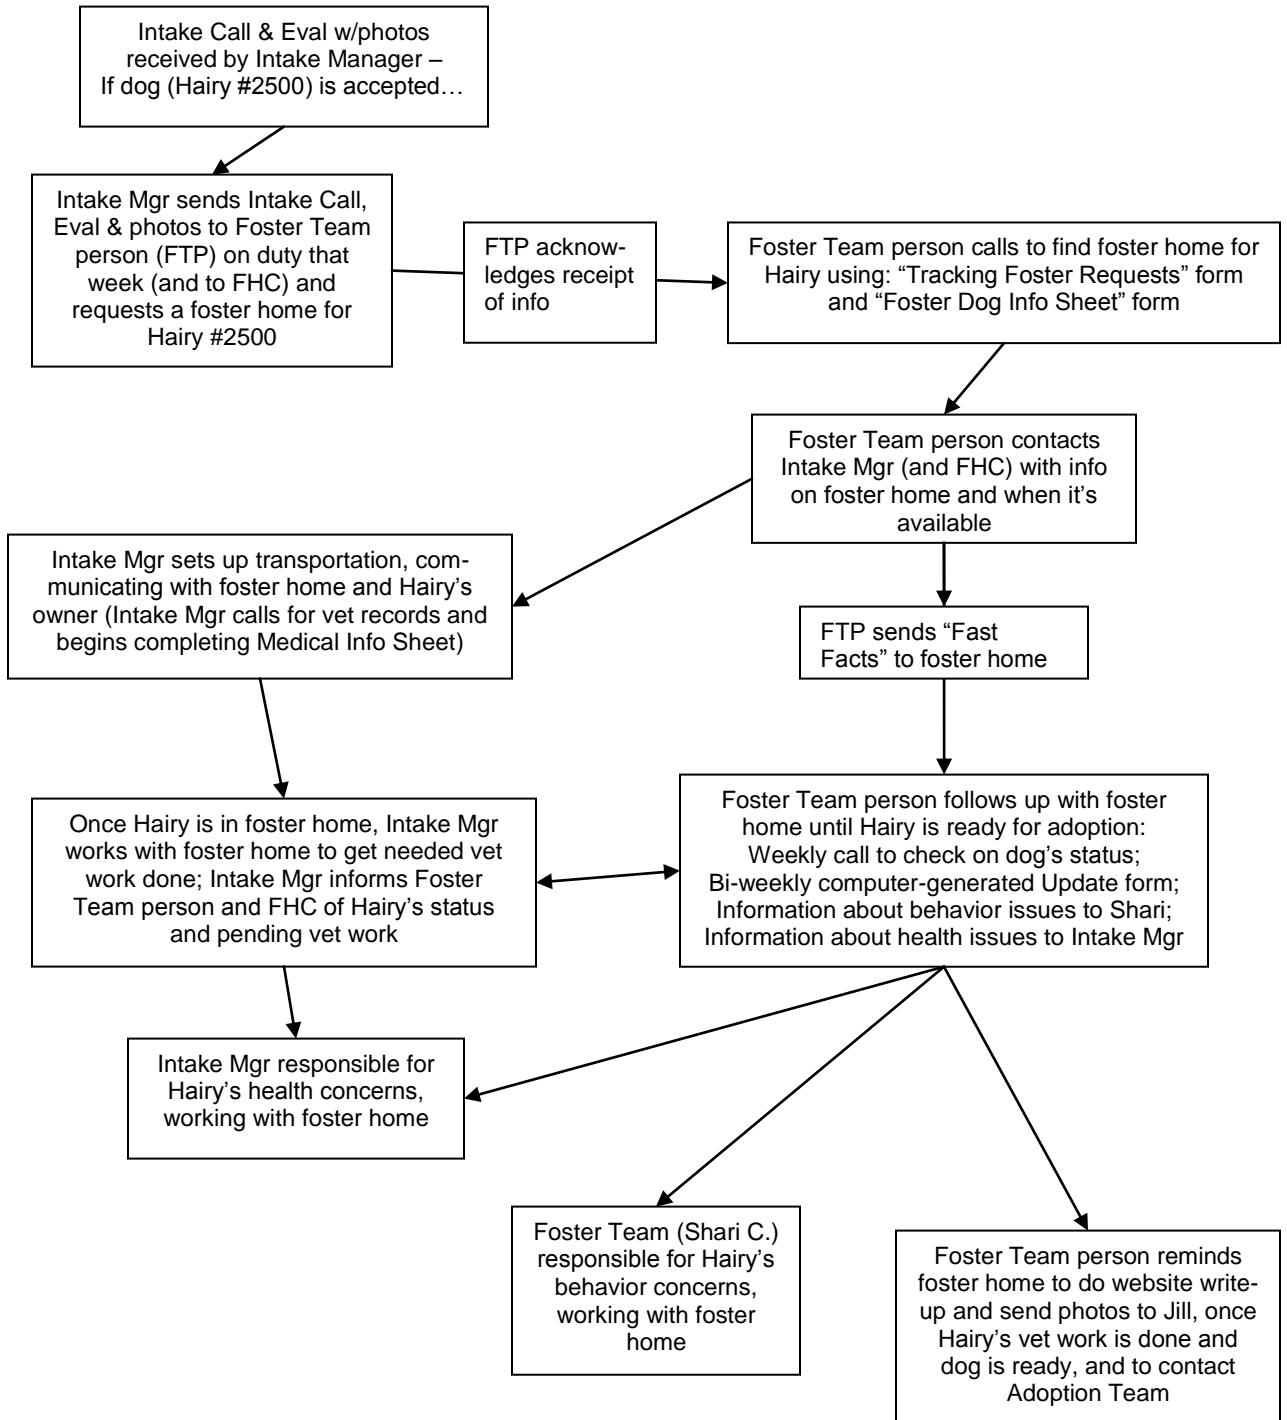 Intake Call & Eval w/photos
received by Intake Manager –
If dog (Hairy #2500) is accepted…
Intake Mgr sends Intake Call,
Eval & photos to Foster Team
person (FTP) on duty that
week (and to FHC) and
requests a foster home for
Hairy #2500
FTP acknow-
ledges receipt
of info
Foster Team person calls to find foster home for
Hairy using: “Tracking Foster Requests” form
and “Foster Dog Info Sheet” form
Foster Team person contacts
Intake Mgr (and FHC) with info
on foster home and when it’s
available
Intake Mgr sets up transportation, com-
municating with foster home and Hairy’s
owner (Intake Mgr calls for vet records and
begins completing Medical Info Sheet)
FTP sends “Fast
Facts” to foster home
Once Hairy is in foster home, Intake Mgr
works with foster home to get needed vet
work done; Intake Mgr informs Foster
Team person and FHC of Hairy’s status
and pending vet work
Foster Team person follows up with foster
home until Hairy is ready for adoption:
Weekly call to check on dog’s status;
Bi-weekly computer-generated Update form;
Information about behavior issues to Shari;
Information about health issues to Intake Mgr
Intake Mgr responsible for
Hairy’s health concerns,
working with foster home
Foster Team (Shari C.)
responsible for Hairy’s
behavior concerns,
working with foster
home
Foster Team person reminds
foster home to do website write-
up and send photos to Jill, once
Hairy’s vet work is done and
dog is ready, and to contact
Adoption Team